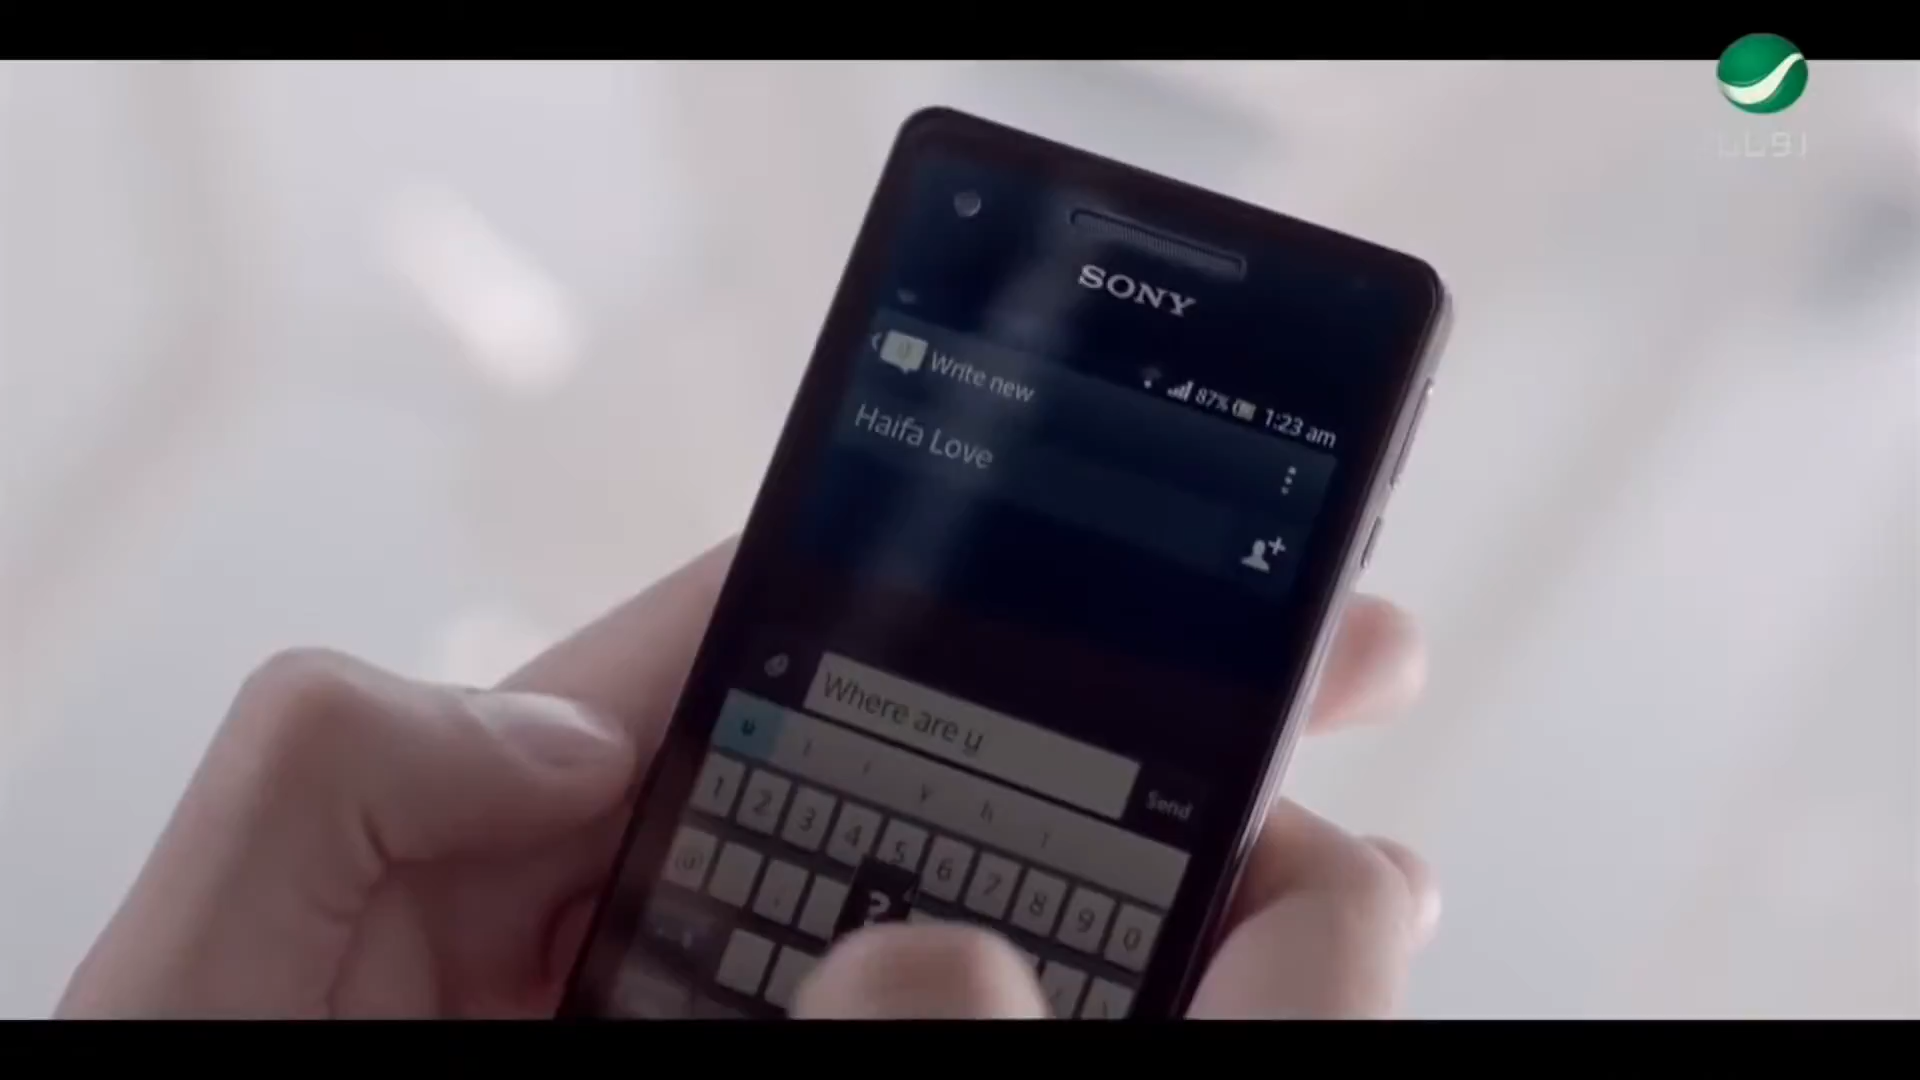 روتانا
SONY
87% 1:23 am
Write new
Haifa Love
Where are y
Send
u
1 2 3 4 5 6 7 8 9 0
@
?